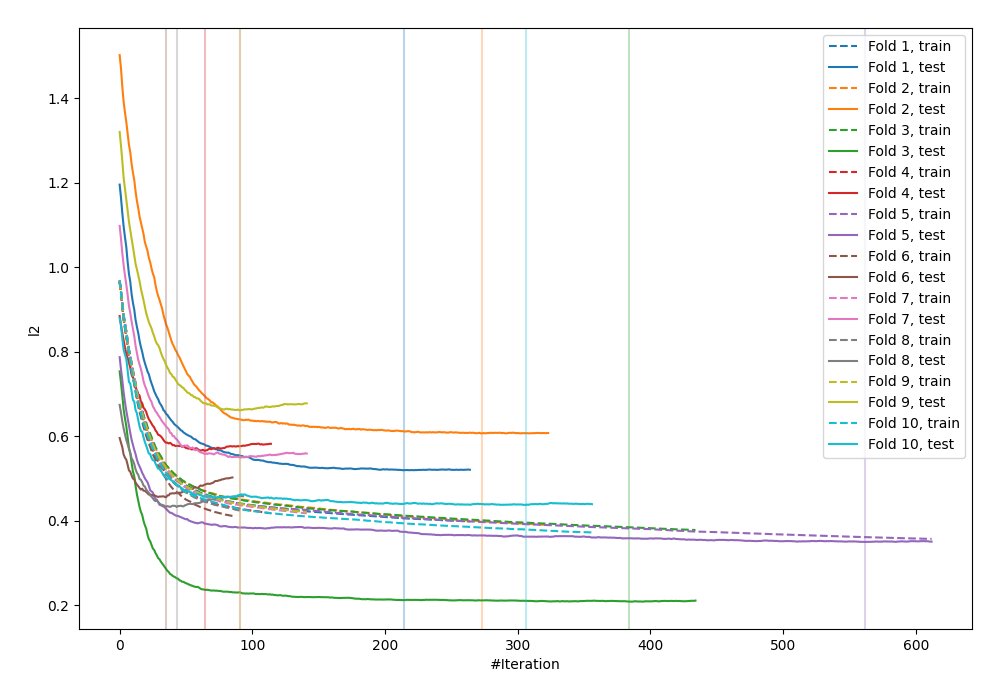 1.4
1.2
1.0
0.8
0.6
0.4
0.2
l2
0
100
200
300
400
500
600
#Iteration
Fold 1, train
Fold 1, test
Fold 2, train
Fold 2, test
Fold 3, train
Fold 3, test
Fold 4, train
Fold 4, test
Fold 5, train
Fold 5, test
Fold 6, train
Fold 6, test
Fold 7, train
Fold 7, test
Fold 8, train
Fold 8, test
Fold 9, train
Fold 9, test
Fold 10, train
Fold 10, test